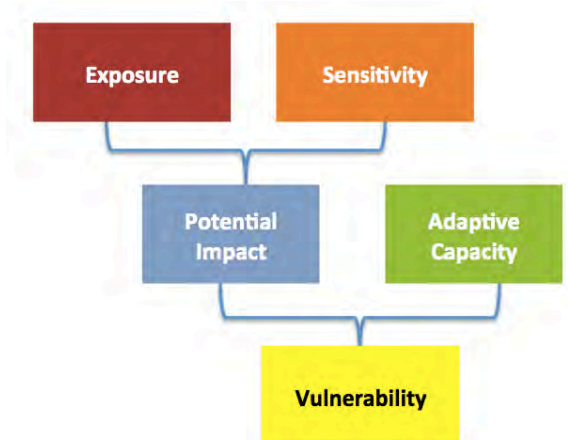 Exposure
Sensitivity
Potential
Impact
Adaptive
Capacity
Vulnerability